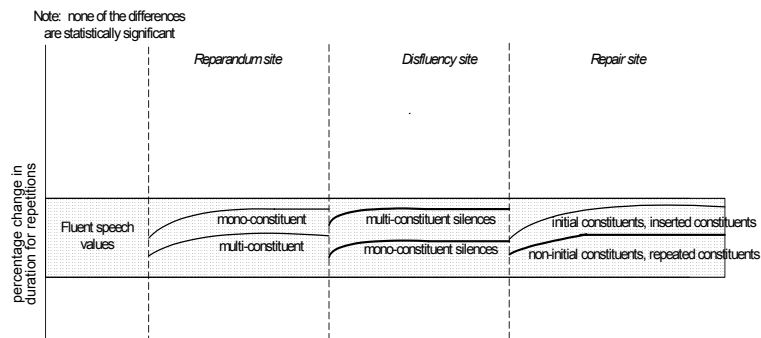 Note: none of the differences
are statistically significant
Reparandum site
Disfluency site
Repair site
percentage change in
duration for repetitions
Fluent speech
values
mono-constituent
multi-constituent
multi-constituent silences
mono-constituent silences
initial constituents, inserted constituents
non-initial constituents, repeated constituents